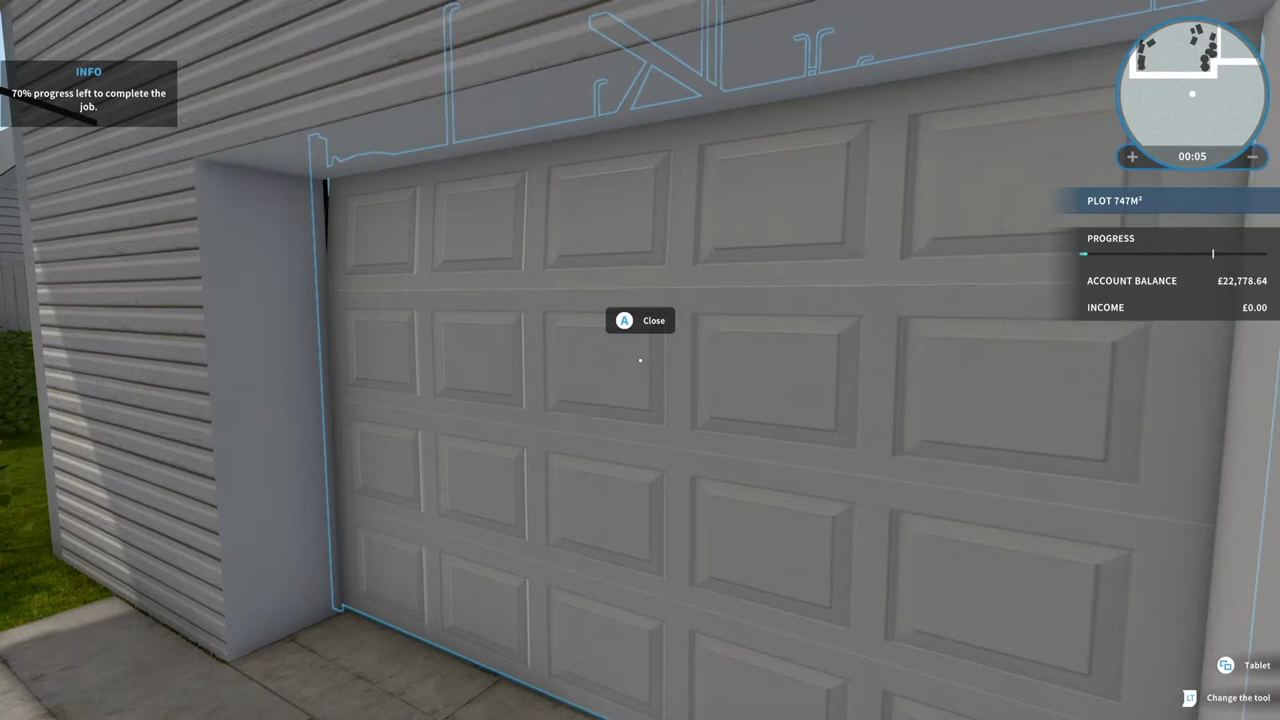 INFO
70% progress left to complete the
job.
00:05
PLOT 747M²
PROGRESS
ACCOUNT BALANCE £22,778.64
INCOME £0.00
A Close
Tablet
LT Change the tool